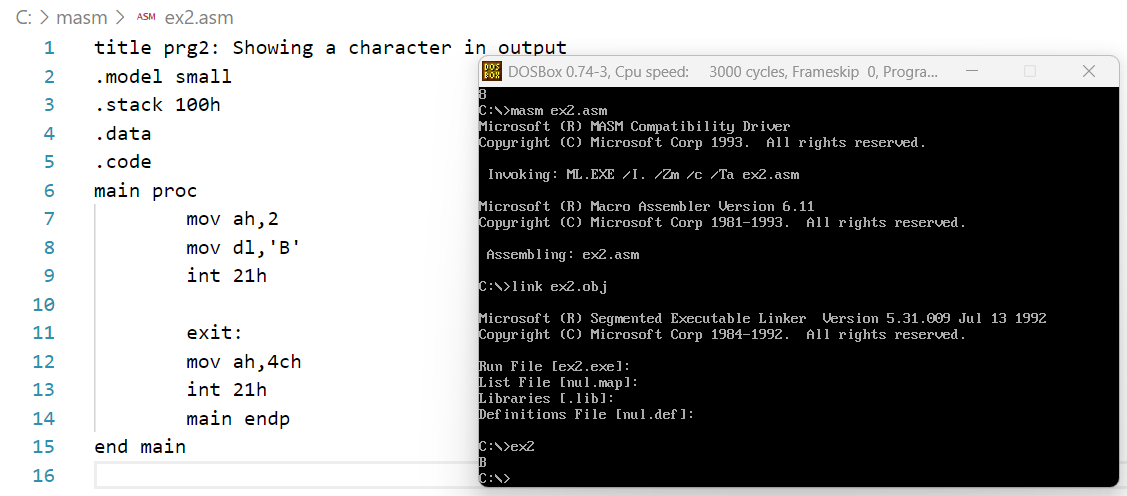 C: > masm > ASM ex2.asm
1 title prg2: Showing a character in output
2 .model small
3 .stack 100h
4 .data
5 .code
6 main proc
7 mov ah,2
8 mov dl,'B'
9 int 21h
10
11 exit:
12 mov ah,4ch
13 int 21h
14 main endp
15 end main
16
DOS BOX DOSBox 0.74-3, Cpu speed: 3000 cycles, Frameskip 0, Progra...
B
C:\>masm ex2.asm
Microsoft (R) MASM Compatibility Driver
Copyright (C) Microsoft Corp 1993. All rights reserved.
Invoking: ML.EXE /I. /Zm /c /Ta ex2.asm
Microsoft (R) Macro Assembler Version 6.11
Copyright (C) Microsoft Corp 1981-1993. All rights reserved.
Assembling: ex2.asm
C:\>link ex2.obj
Microsoft (R) Segmented Executable Linker Version 5.31.009 Jul 13 1992
Copyright (C) Microsoft Corp 1984-1992. All rights reserved.
Run File [ex2.exe]:
List File [nul.map]:
Libraries [.lib]:
Definitions File [nul.def]:
C:\>ex2
B
C:\>